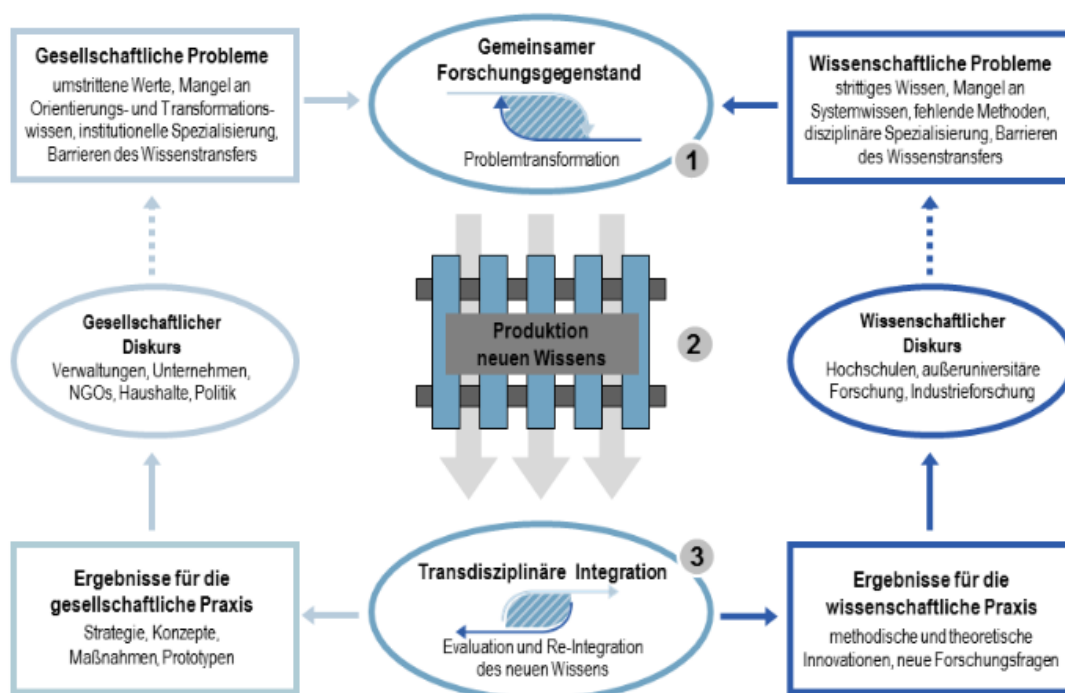 Gesellschaftliche Probleme
umstrittene Werte, Mangel an
Orientierungs- und Transformations-
wissen, institutionelle Spezialisierung,
Barrieren des Wissenstransfers
Gemeinsamer
Forschungsgegenstand
Problemtransformation
1
Wissenschaftliche Probleme
strittiges Wissen, Mangel an
Systemwissen, fehlende Methoden,
disziplinäre Spezialisierung, Barrieren
des Wissenstransfers
Gesellschaftlicher
Diskurs
Verwaltungen, Unternehmen,
NGOs, Haushalte, Politik
Produktion
neuen Wissens
2
Wissenschaftlicher
Diskurs
Hochschulen, außeruniversitäre
Forschung, Industrieforschung
Ergebnisse für die
gesellschaftliche Praxis
Strategie, Konzepte,
Maßnahmen, Prototypen
3
Transdisziplinäre Integration
Evaluation und Re-Integration
des neuen Wissens
Ergebnisse für die
wissenschaftliche Praxis
methodische und theoretische
Innovationen, neue Forschungsfragen